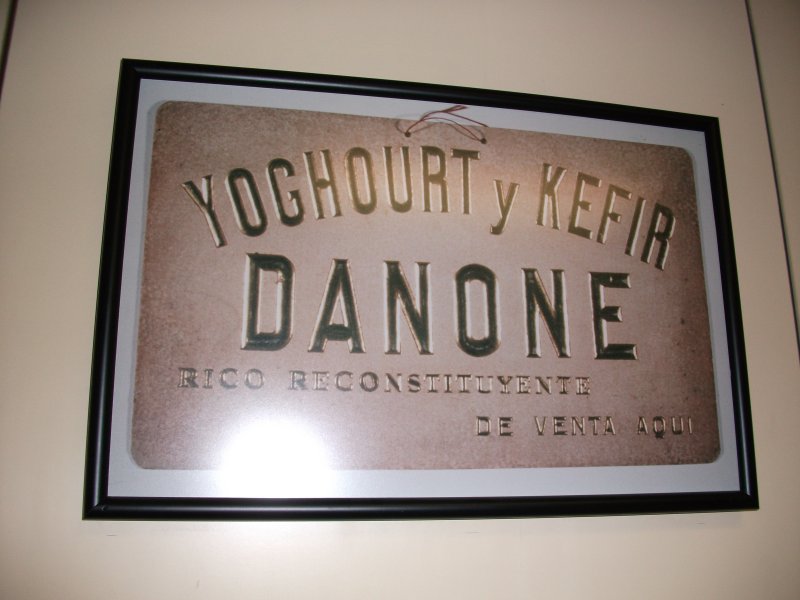 YOGHOURT y KEFIR
DANONE
RICO RECONSTITUYENTE
DE VENTA AQUI